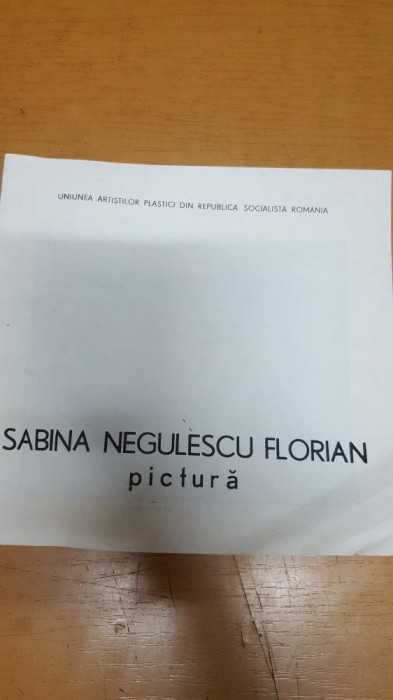 UNIUNEA ARTIȘTILOR PLASTICI DIN REPUBLICA SOCIALISTA ROMANIA
SABINA NEGULESCU FLORIAN
pictură